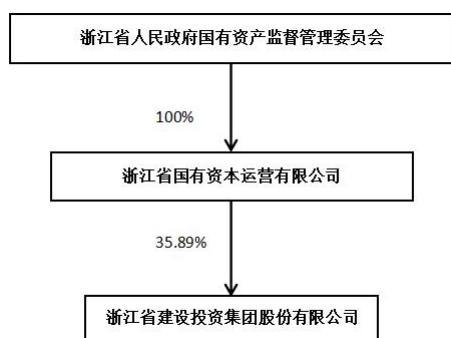 浙江省人民政府国有资产监督管理委员会
100%
浙江省国有资本运营有限公司
35.89%
浙江省建设投资集团股份有限公司